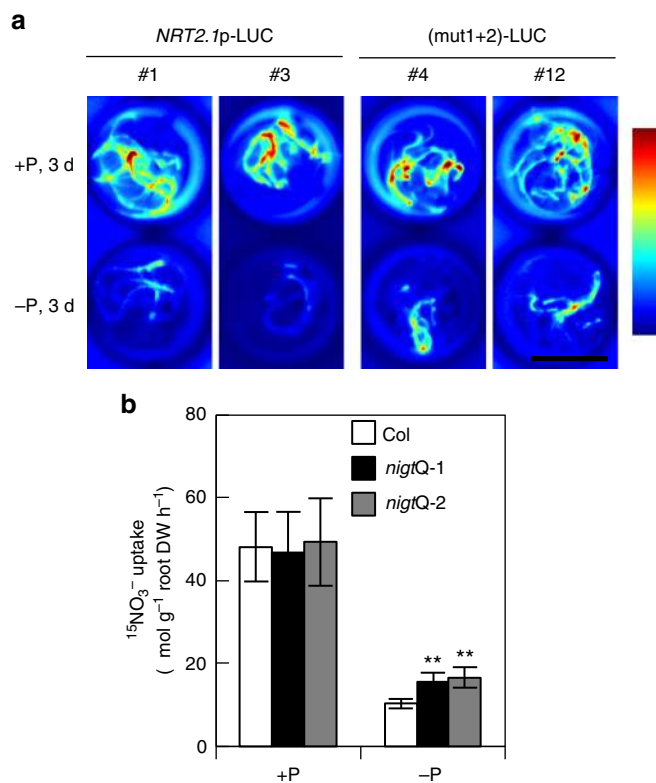 a
NRT2.1p-LUC (mut1+2)-LUC
#1 #3 #4 #12
+P, 3 d
–P, 3 d
b
80
60
40
20
0
¹⁵NO₃⁻ uptake
( mol g⁻¹ root DW h⁻¹)
Col
nigtQ-1
nigtQ-2
** **
+P –P